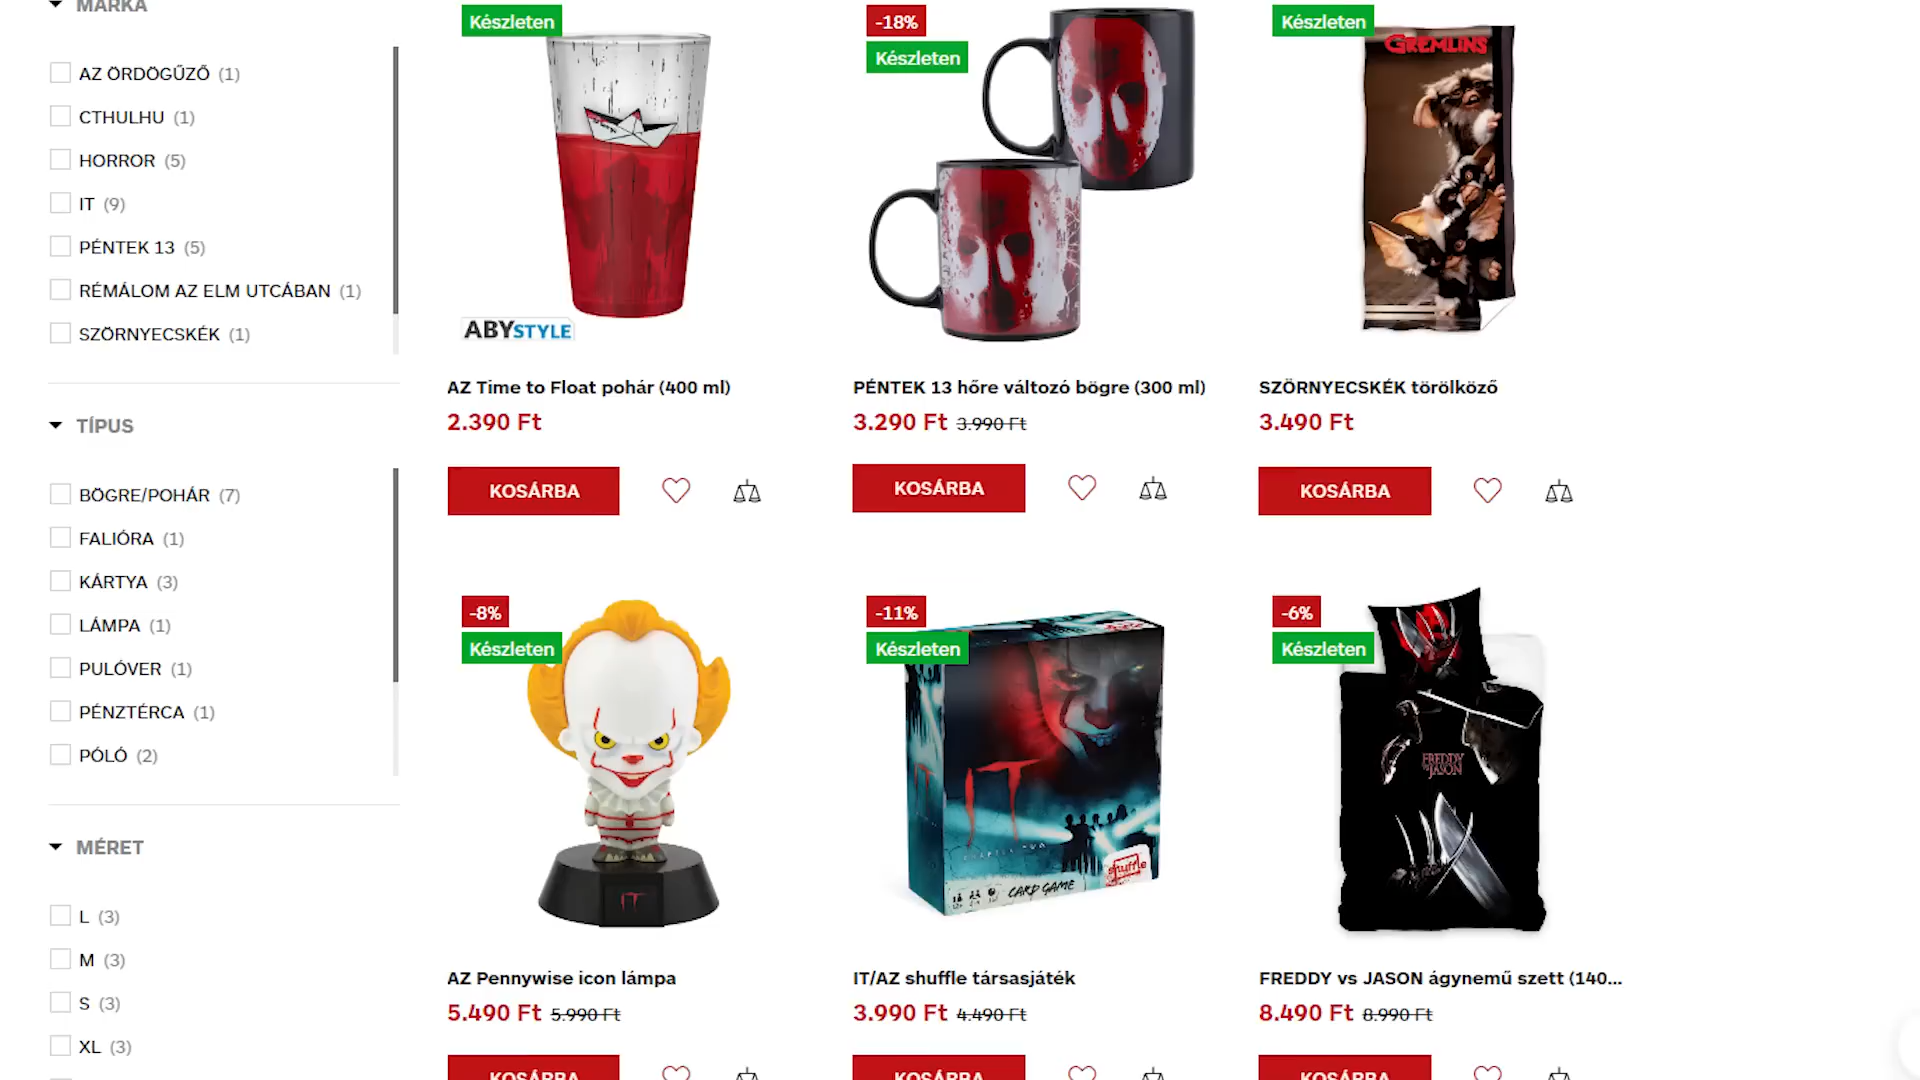 MÁRKA
AZ ÖRDÖGŰZŐ (1)
CTHULHU (1)
HORROR (5)
IT (9)
PÉNTEK 13 (5)
RÉMÁLOM AZ ELM UTCÁBAN (1)
SZÖRNYECSKÉK (1)
TÍPUS
BÖGRE/POHÁR (7)
FALIÓRA (1)
KÁRTYA (3)
LÁMPA (1)
PULÓVER (1)
PÉNZTÉRCA (1)
PÓLÓ (2)
MÉRET
L (3)
M (3)
S (3)
XL (3)
Készleten
ABYSTYLE
AZ Time to Float pohár (400 ml)
2.390 Ft
KOSÁRBA
-18%
Készleten
PÉNTEK 13 hőre változó bögre (300 ml)
3.290 Ft 3.990 Ft
KOSÁRBA
Készleten
GREMLINS
SZÖRNYECSKÉK törölköző
3.490 Ft
KOSÁRBA
-8%
Készleten
IT
AZ Pennywise icon lámpa
5.490 Ft 5.990 Ft
KOSÁRBA
-11%
Készleten
IT
IT
CARD GAME
shuffle
IT/AZ shuffle társasjáték
3.990 Ft 4.490 Ft
KOSÁRBA
-6%
Készleten
FREDDY
JASON
FREDDY vs JASON ágynemű szett (140...
8.490 Ft 8.990 Ft
KOSÁRBA